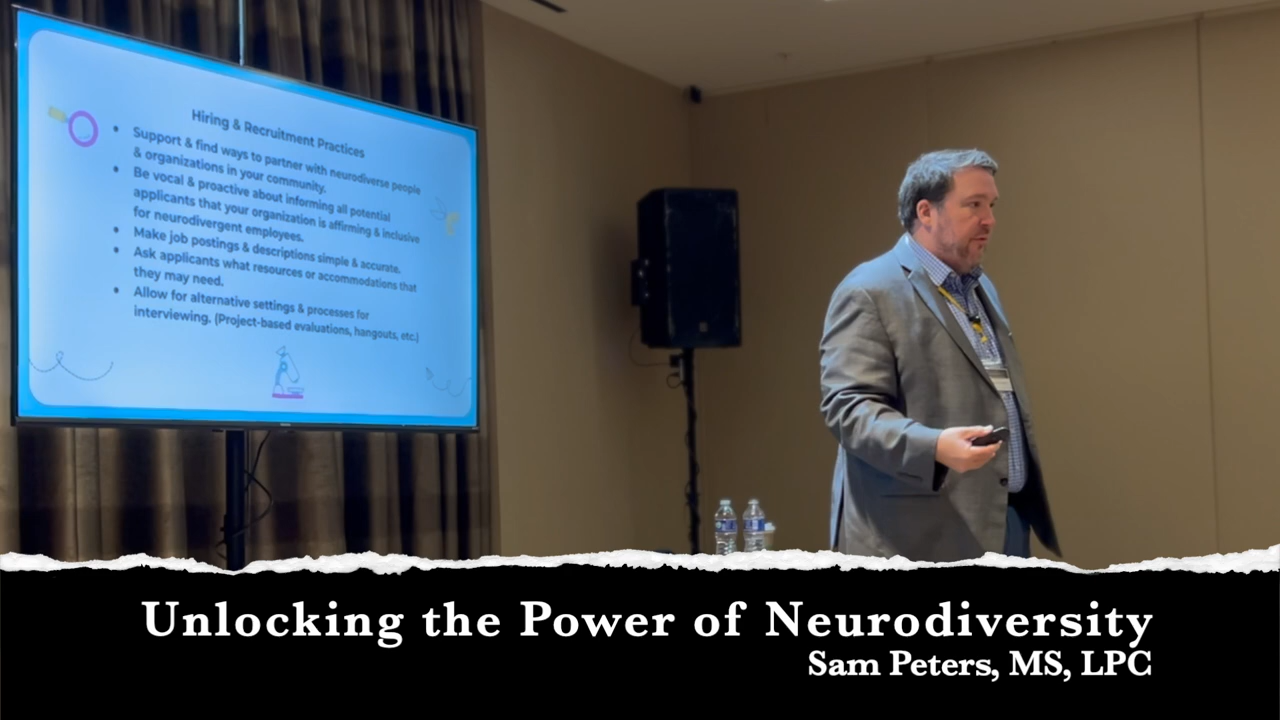 Hiring & Recruitment Practices
• Support & find ways to partner with neurodiverse people
& organizations in your community.
• Be vocal & proactive about informing all potential
applicants that your organization is affirming & inclusive
for neurodivergent employees.
• Make job postings & descriptions simple & accurate.
• Ask applicants what resources or accommodations that
they may need.
• Allow for alternative settings & processes for
interviewing. (Project-based evaluations, hangouts, etc.)
Unlocking the Power of Neurodiversity
Sam Peters, MS, LPC